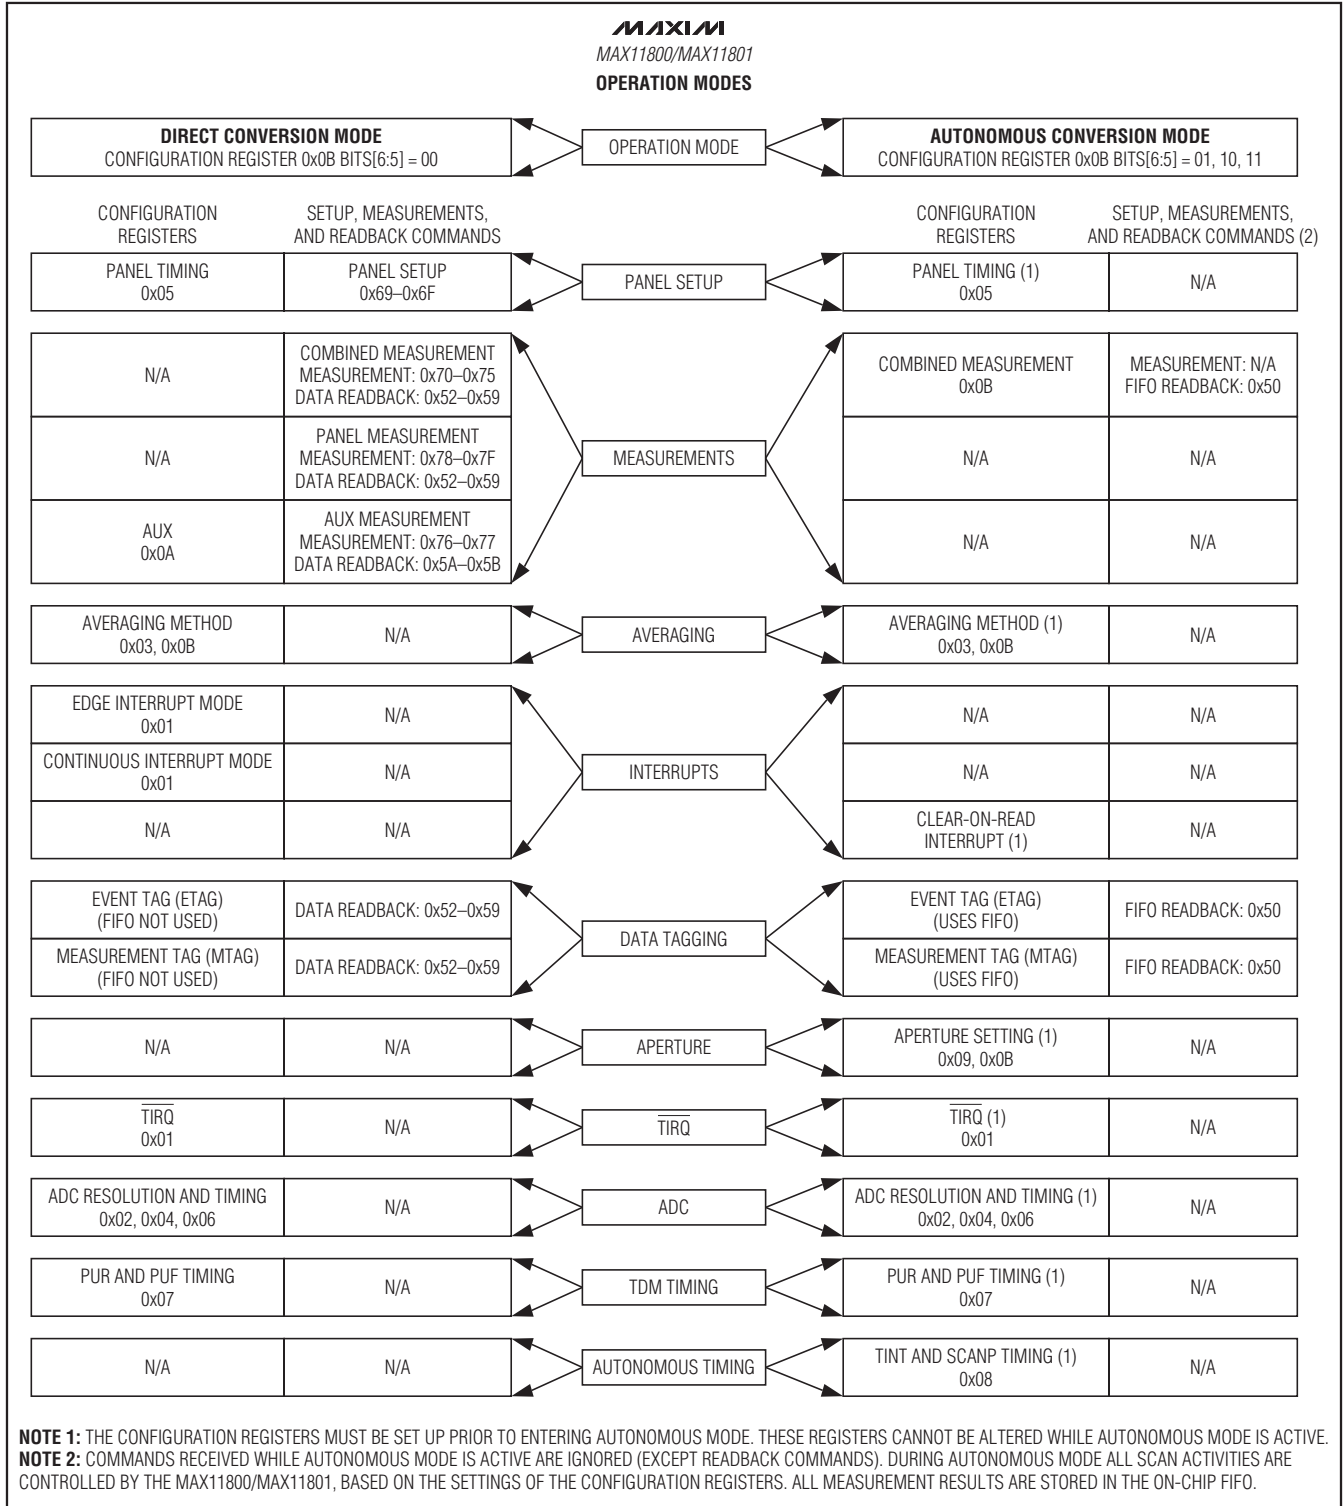 MAXIM
MAX11800/MAX11801
OPERATION MODES
DIRECT CONVERSION MODE
CONFIGURATION REGISTER 0x0B BITS[6:5] = 00
OPERATION MODE
AUTONOMOUS CONVERSION MODE
CONFIGURATION REGISTER 0x0B BITS[6:5] = 01, 10, 11
CONFIGURATION
REGISTERS
SETUP, MEASUREMENTS,
AND READBACK COMMANDS
CONFIGURATION
REGISTERS
SETUP, MEASUREMENTS,
AND READBACK COMMANDS (2)
PANEL TIMING
0x05
PANEL SETUP
0x69–0x6F
PANEL SETUP
PANEL TIMING (1)
0x05
N/A
N/A
COMBINED MEASUREMENT
MEASUREMENT: 0x70–0x75
DATA READBACK: 0x52–0x59
COMBINED MEASUREMENT
0x0B
MEASUREMENT: N/A
FIFO READBACK: 0x50
N/A
PANEL MEASUREMENT
MEASUREMENT: 0x78–0x7F
DATA READBACK: 0x52–0x59
MEASUREMENTS
N/A
N/A
AUX
0x0A
AUX MEASUREMENT
MEASUREMENT: 0x76–0x77
DATA READBACK: 0x5A–0x5B
N/A
N/A
AVERAGING METHOD
0x03, 0x0B
N/A
AVERAGING
AVERAGING METHOD (1)
0x03, 0x0B
N/A
EDGE INTERRUPT MODE
0x01
N/A
N/A
N/A
CONTINUOUS INTERRUPT MODE
0x01
N/A
INTERRUPTS
N/A
N/A
N/A
N/A
CLEAR-ON-READ
INTERRUPT (1)
N/A
EVENT TAG (ETAG)
(FIFO NOT USED)
DATA READBACK: 0x52–0x59
DATA TAGGING
EVENT TAG (ETAG)
(USES FIFO)
FIFO READBACK: 0x50
MEASUREMENT TAG (MTAG)
(FIFO NOT USED)
DATA READBACK: 0x52–0x59
MEASUREMENT TAG (MTAG)
(USES FIFO)
FIFO READBACK: 0x50
N/A
N/A
APERTURE
APERTURE SETTING (1)
0x09, 0x0B
N/A
TIRQ
0x01
N/A
TIRQ
TIRQ (1)
0x01
N/A
ADC RESOLUTION AND TIMING
0x02, 0x04, 0x06
N/A
ADC
ADC RESOLUTION AND TIMING (1)
0x02, 0x04, 0x06
N/A
PUR AND PUF TIMING
0x07
N/A
TDM TIMING
PUR AND PUF TIMING (1)
0x07
N/A
N/A
N/A
AUTONOMOUS TIMING
TINT AND SCANP TIMING (1)
0x08
N/A
NOTE 1: THE CONFIGURATION REGISTERS MUST BE SET UP PRIOR TO ENTERING AUTONOMOUS MODE. THESE REGISTERS CANNOT BE ALTERED WHILE AUTONOMOUS MODE IS ACTIVE.
NOTE 2: COMMANDS RECEIVED WHILE AUTONOMOUS MODE IS ACTIVE ARE IGNORED (EXCEPT READBACK COMMANDS). DURING AUTONOMOUS MODE ALL SCAN ACTIVITIES ARE
CONTROLLED BY THE MAX11800/MAX11801, BASED ON THE SETTINGS OF THE CONFIGURATION REGISTERS. ALL MEASUREMENT RESULTS ARE STORED IN THE ON-CHIP FIFO.